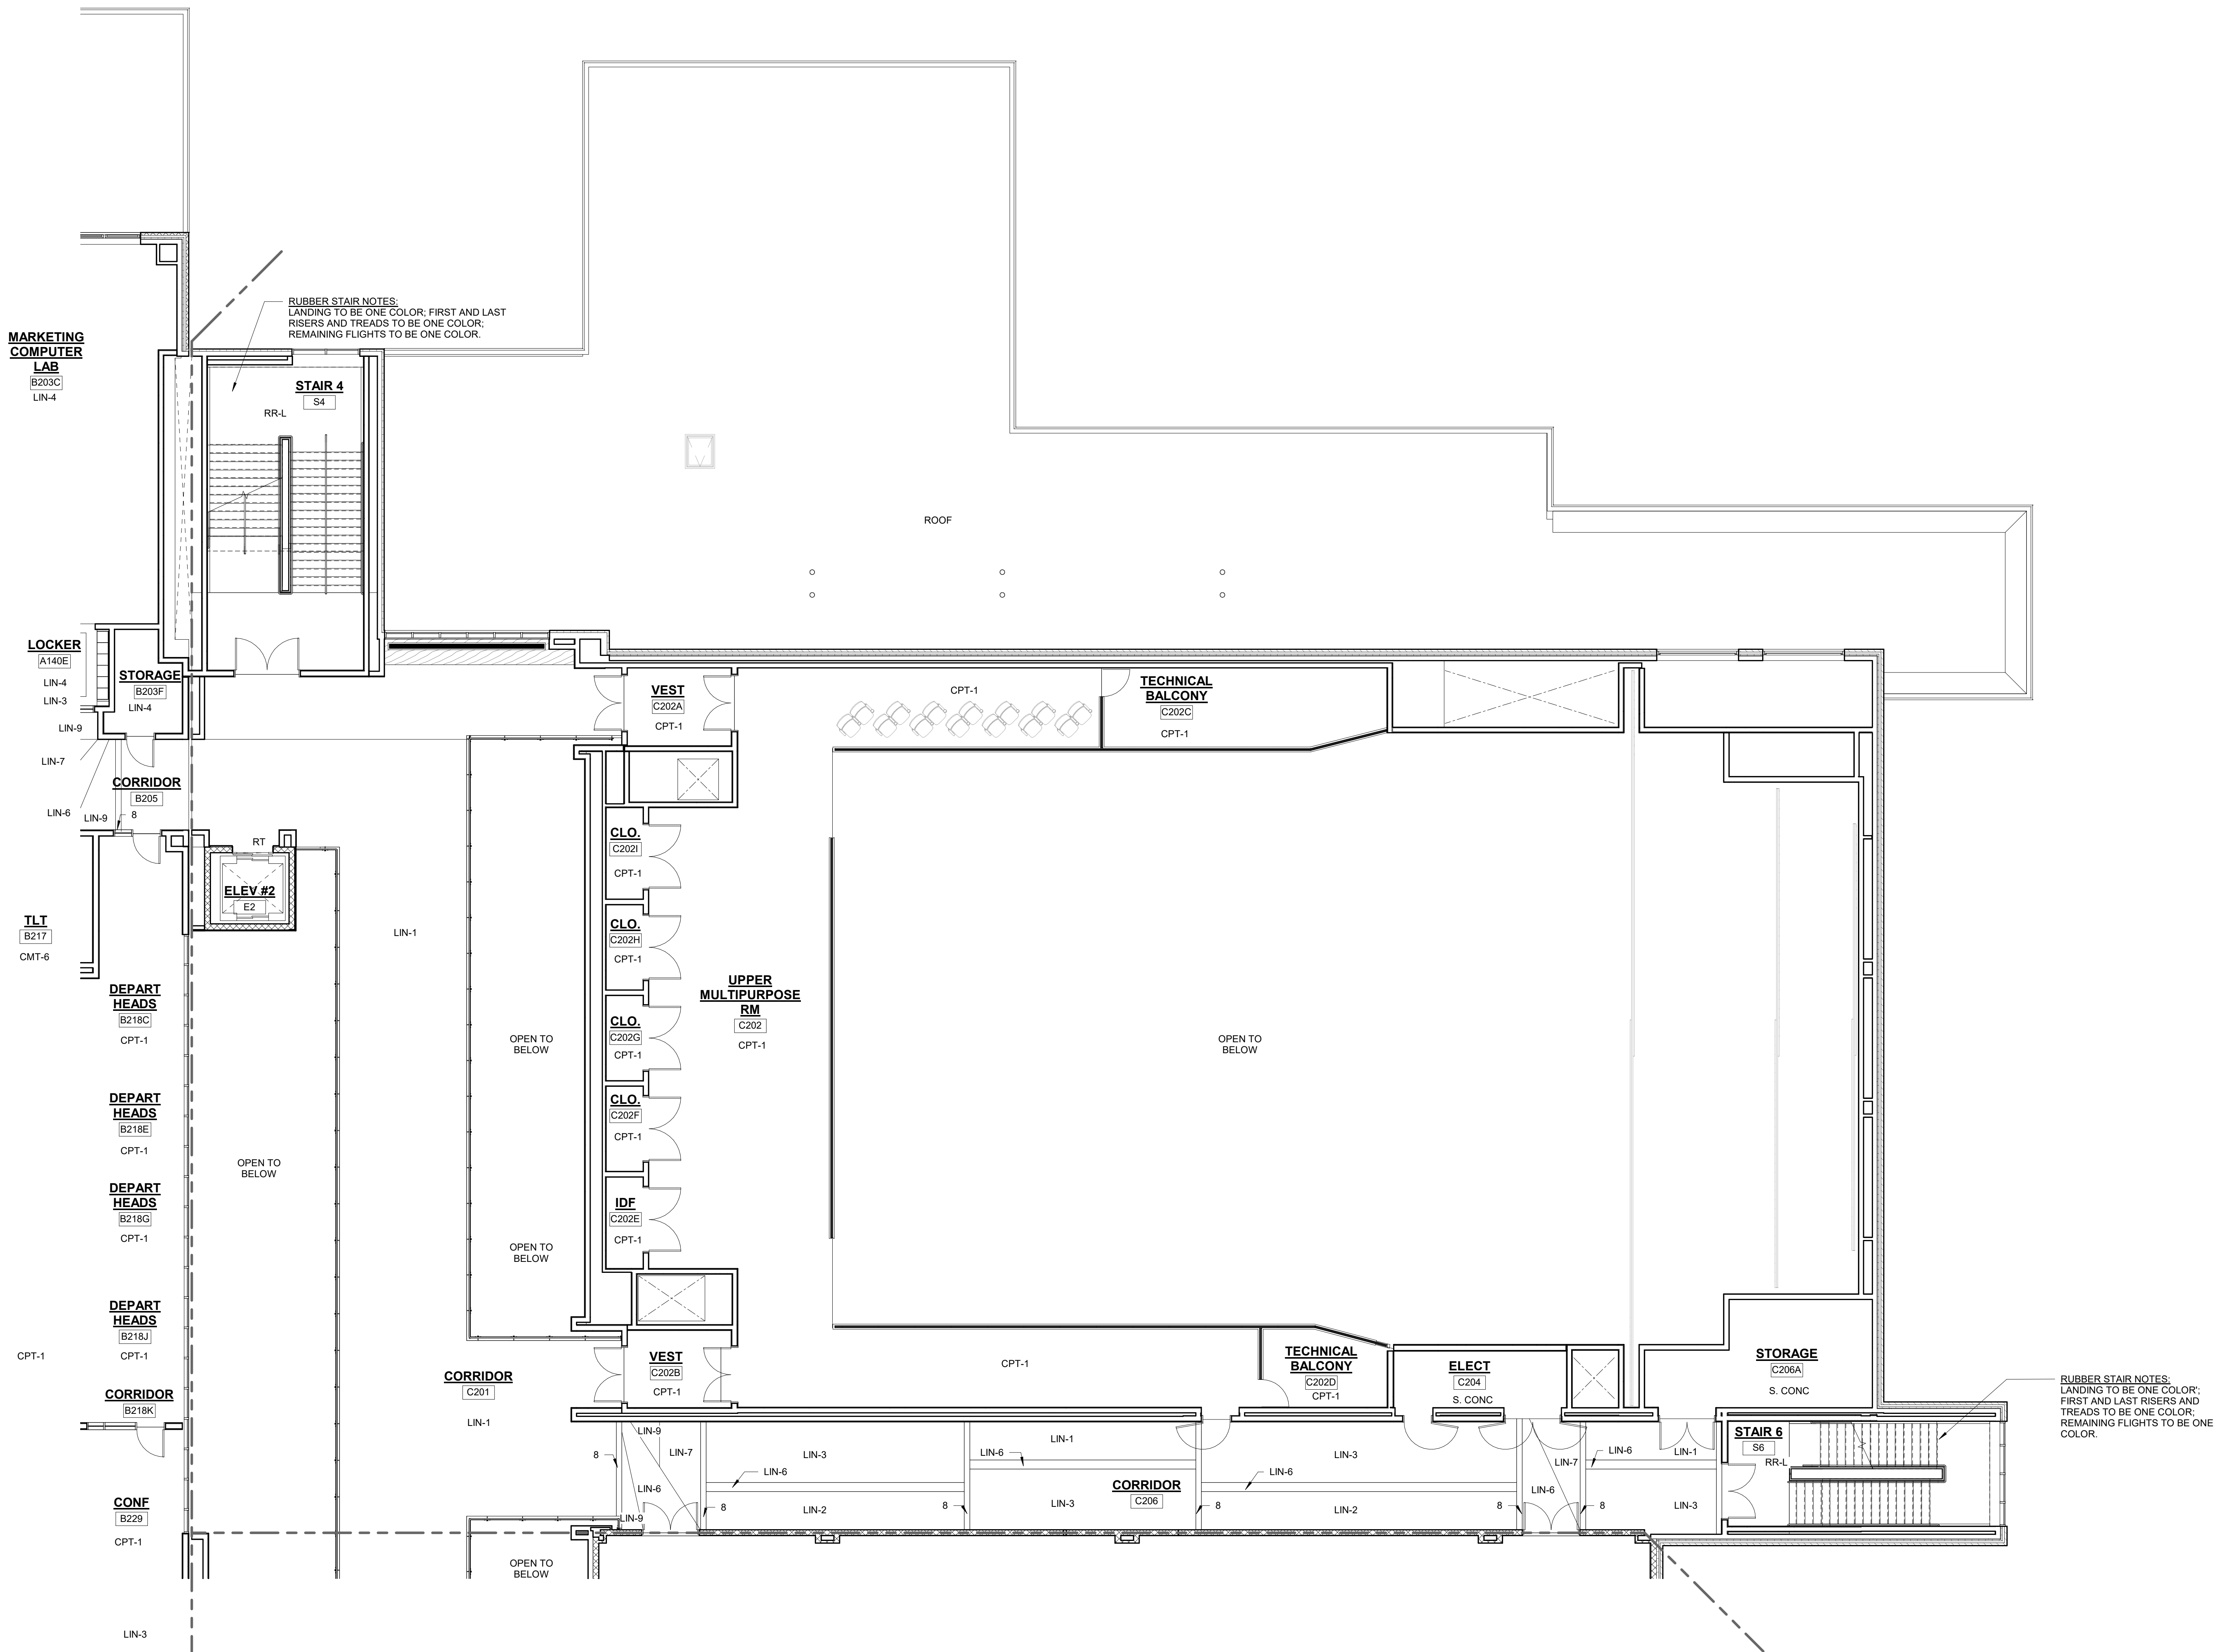 RUBBER STAIR NOTES:
LANDING TO BE ONE COLOR; FIRST AND LAST
RISERS AND TREADS TO BE ONE COLOR;
REMAINING FLIGHTS TO BE ONE COLOR.
MARKETING
COMPUTER
LAB
B203C
LIN-4
STAIR 4
S4
RR-L
ROOF
LOCKER
A140E
LIN-4
LIN-3
STORAGE
B203F
LIN-4
LIN-9
LIN-7
CORRIDOR
B205
LIN-6
LIN-9
8
VEST
C202A
CPT-1
CPT-1
TECHNICAL
BALCONY
C202C
CPT-1
RT
ELEV #2
E2
TLT
B217
CMT-6
LIN-1
CLO.
C202I
CPT-1
CLO.
C202H
CPT-1
CLO.
C202G
CPT-1
CLO.
C202F
CPT-1
IDF
C202E
CPT-1
UPPER
MULTIPURPOSE
RM
C202
CPT-1
OPEN TO
BELOW
OPEN TO
BELOW
OPEN TO
BELOW
OPEN TO
BELOW
DEPART
HEADS
B218C
CPT-1
DEPART
HEADS
B218E
CPT-1
DEPART
HEADS
B218G
CPT-1
DEPART
HEADS
B218J
CPT-1
CPT-1
CORRIDOR
B218K
CONF
B229
CPT-1
LIN-3
CORRIDOR
C201
LIN-1
VEST
C202B
CPT-1
CPT-1
TECHNICAL
BALCONY
C202D
CPT-1
ELECT
C204
S. CONC
STORAGE
C206A
S. CONC
RUBBER STAIR NOTES:
LANDING TO BE ONE COLOR';
FIRST AND LAST RISERS AND
TREADS TO BE ONE COLOR;
REMAINING FLIGHTS TO BE ONE
COLOR.
STAIR 6
S6
RR-L
8
LIN-9
LIN-7
LIN-6
LIN-9
8
LIN-3
LIN-6
LIN-2
8
LIN-1
LIN-6
LIN-3
CORRIDOR
C206
8
LIN-3
LIN-6
LIN-2
8
LIN-7
LIN-6
8
LIN-6
LIN-1
LIN-3
OPEN TO
BELOW